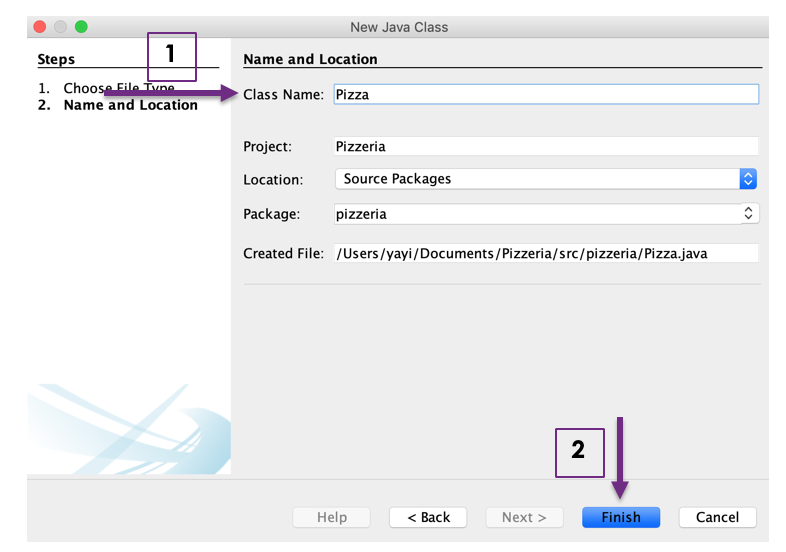 New Java Class
Steps
1
1. Choose File Type
2. Name and Location
Name and Location
Class Name: Pizza
Project: Pizzeria
Location: Source Packages
Package: pizzeria
Created File: /Users/yayi/Documents/Pizzeria/src/pizzeria/Pizza.java
2
Help < Back Next > Finish Cancel